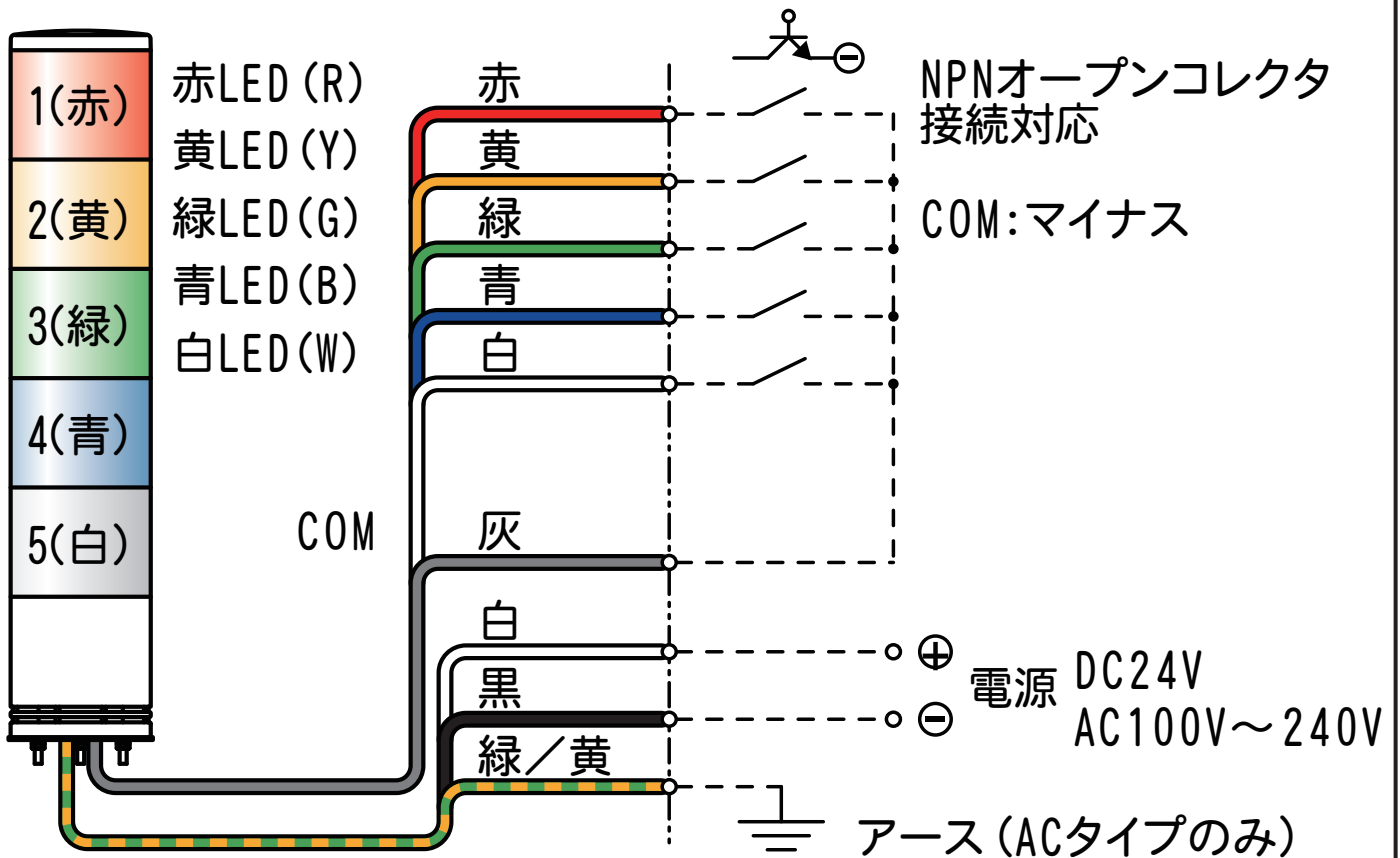 1(赤)
2(黄)
3(緑)
4(青)
5(白)
赤LED(R)
黄LED(Y)
緑LED(G)
青LED(B)
白LED(W)
COM
赤
黄
緑
青
白
灰
白
黒
緑／黄
NPNオープンコレクタ
接続対応
COM:マイナス
電源
DC24V
AC100V～240V
アース(ACタイプのみ)